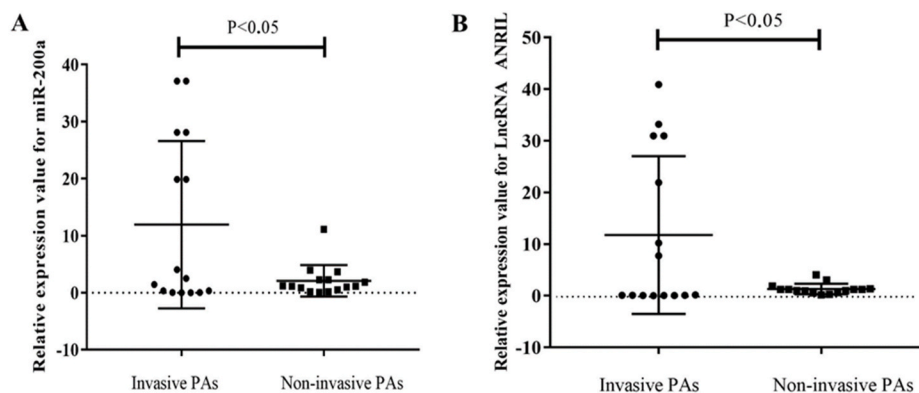 A
P<0.05
Relative expression value for miR-200a
40
30
20
10
0
-10
Invasive PAs
Non-invasive PAs
B
P<0.05
Relative expression value for LncRNA ANRIL
50
40
30
20
10
0
-10
Invasive PAs
Non-invasive PAs